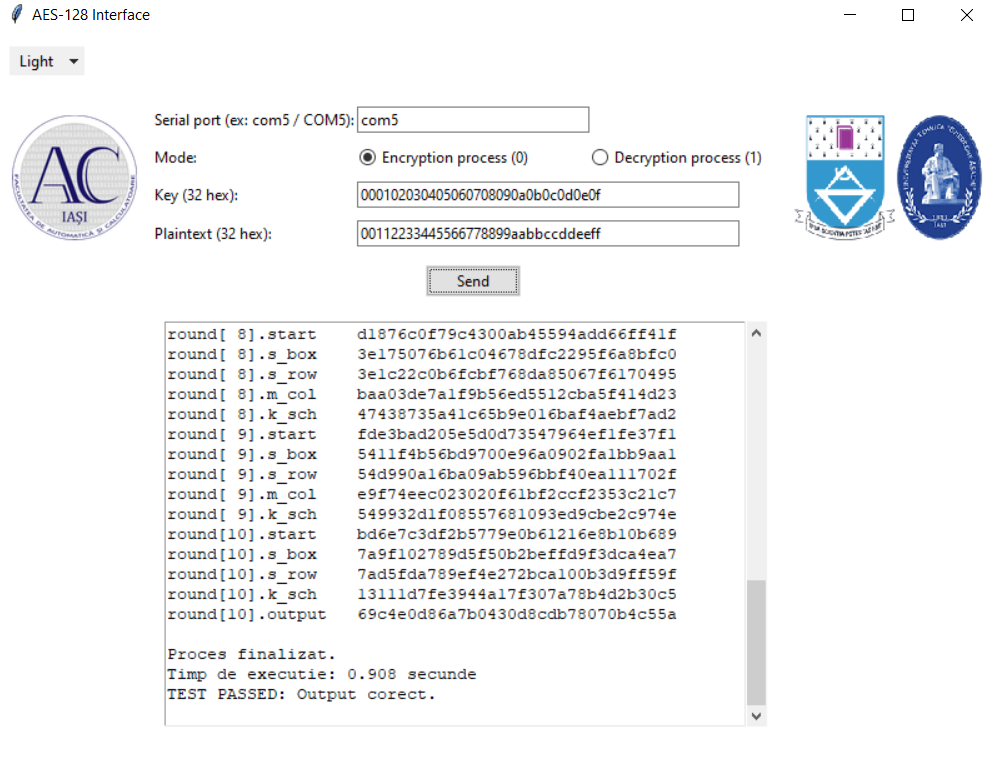 AES-128 Interface
Light
Serial port (ex: com5 / COM5): com5
Mode: Encryption process (0) Decryption process (1)
Key (32 hex): 000102030405060708090a0b0c0d0e0f
Plaintext (32 hex): 00112233445566778899aabbccddeeff
Send
AC
IAȘI
FACULTATEA DE AUTOMATICĂ ȘI CALCULATOARE
round[ 8].start d1876c0f79c4300ab45594add66ff41f
round[ 8].s_box 3e175076b61c04678dfc2295f6a8bfc0
round[ 8].s_row 3e1c22c0b6fcbf768da85067f6170495
round[ 8].m_col baa03de7a1f9b56ed5512cba5f414d23
round[ 8].k_sch 47438735a41c65b9e016baf4aebf7ad2
round[ 9].start fde3bad205e5d0d73547964ef1fe37f1
round[ 9].s_box 5411f4b56bd9700e96a0902fa1bb9aa1
round[ 9].s_row 54d990a16ba09ab596bbf40ea111702f
round[ 9].m_col e9f74eec023020f61bf2ccf2353c21c7
round[ 9].k_sch 549932d1f08557681093ed9cbe2c974e
round[10].start bd6e7c3df2b5779e0b61216e8b10b689
round[10].s_box 7a9f102789d5f50b2beffd9f3dca4ea7
round[10].s_row 7ad5fda789ef4e272bca100b3d9ff59f
round[10].k_sch 13111d7fe3944a17f307a78b4d2b30c5
round[10].output 69c4e0d86a7b0430d8cdb78070b4c55a
Proces finalizat.
Timp de executie: 0.908 secunde
TEST PASSED: Output corect.